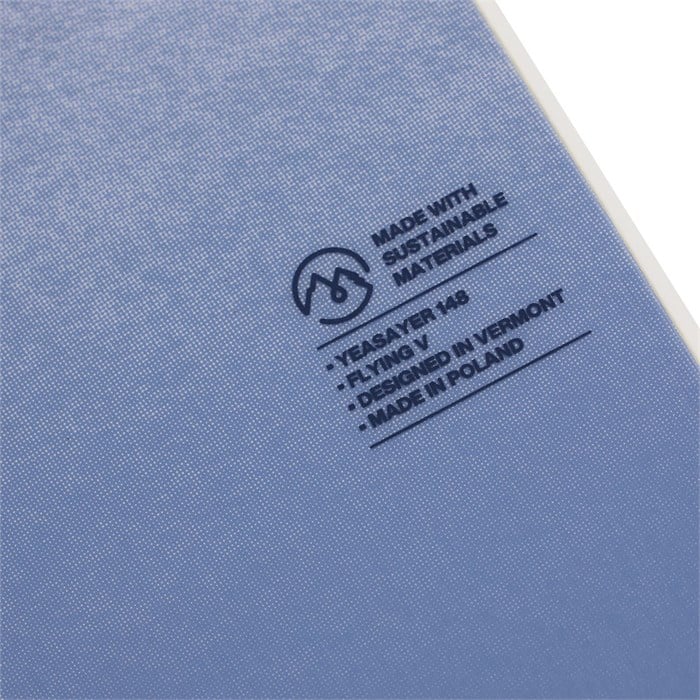 MADE WITH
SUSTAINABLE
MATERIALS
· YEASAYER 148
· FLYING V
· DESIGNED IN VERMONT
· MADE IN POLAND